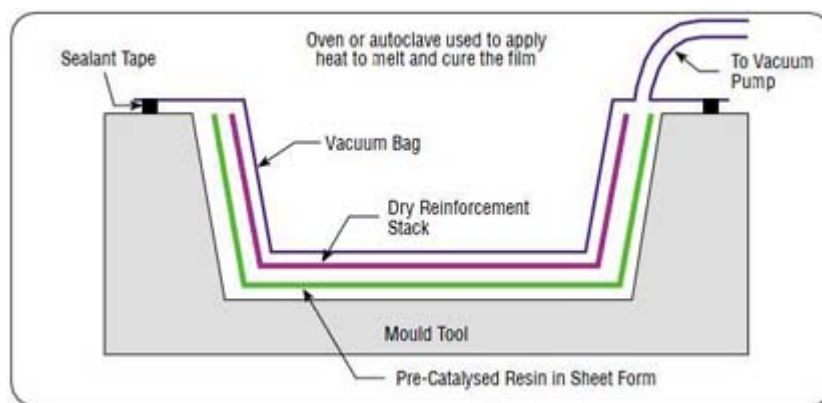 Oven or autoclave used to apply
heat to melt and cure the film
Sealant Tape
To Vacuum
Pump
Vacuum Bag
Dry Reinforcement
Stack
Mould Tool
Pre-Catalysed Resin in Sheet Form